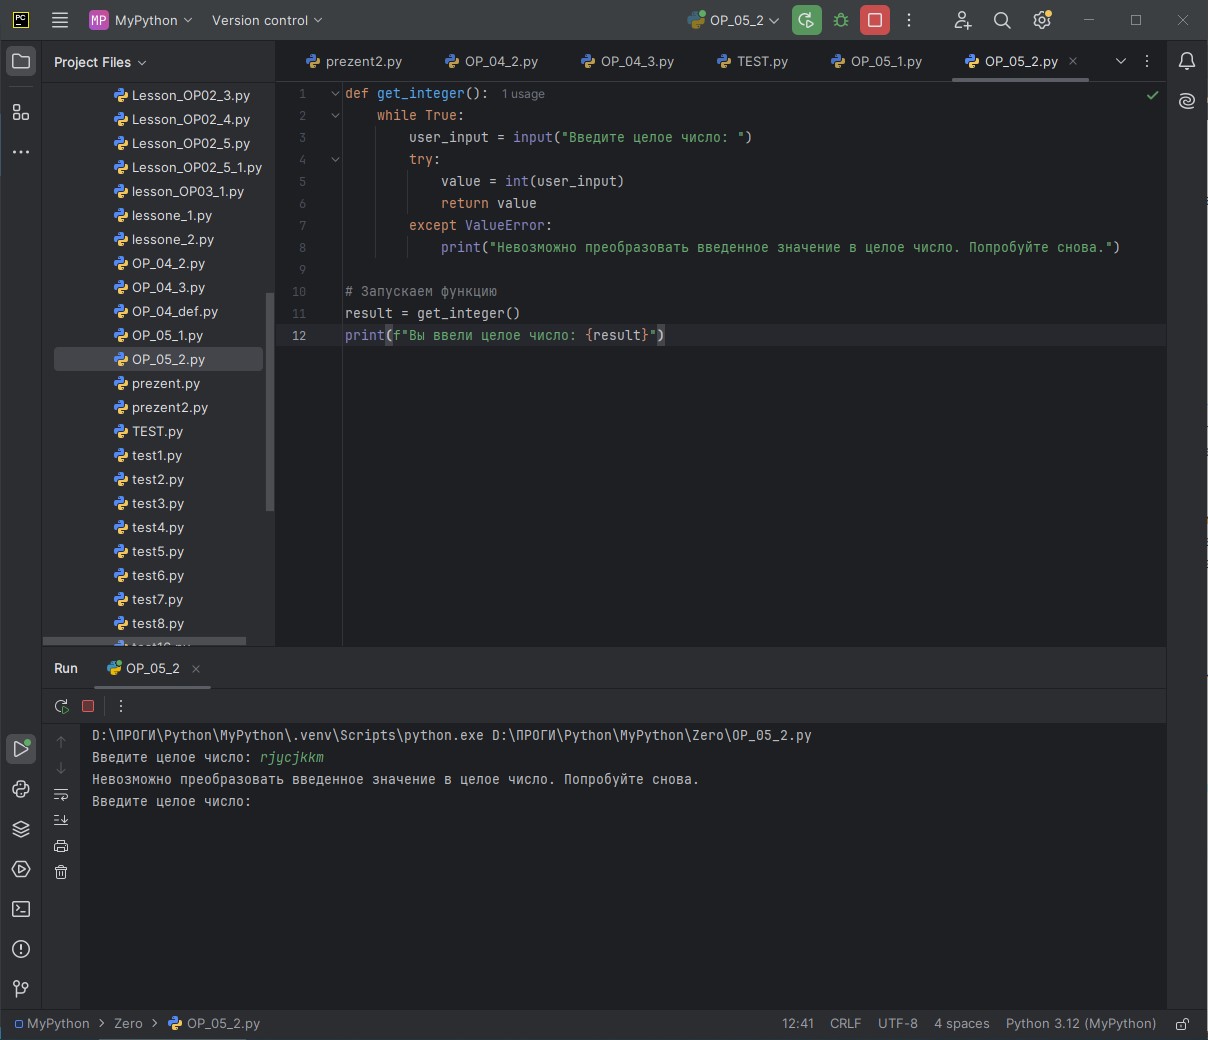 PC MP MyPython Version control OP_05_2
Project Files
prezent2.py OP_04_2.py OP_04_3.py TEST.py OP_05_1.py OP_05_2.py
Lesson_OP02_3.py
Lesson_OP02_4.py
Lesson_OP02_5.py
Lesson_OP02_5_1.py
lesson_OP03_1.py
lessone_1.py
lessone_2.py
OP_04_2.py
OP_04_3.py
OP_04_def.py
OP_05_1.py
OP_05_2.py
prezent.py
prezent2.py
TEST.py
test1.py
test2.py
test3.py
test4.py
test5.py
test6.py
test7.py
test8.py
1 def get_integer(): 1 usage
2 while True:
3 user_input = input("Введите целое число: ")
4 try:
5 value = int(user_input)
6 return value
7 except ValueError:
8 print("Невозможно преобразовать введенное значение в целое число. Попробуйте снова.")
9
10 # Запускаем функцию
11 result = get_integer()
12 print(f"Вы ввели целое число: {result}")
Run OP_05_2
D:\ПРОГИ\Python\MyPython\.venv\Scripts\python.exe D:\ПРОГИ\Python\MyPython\Zero\OP_05_2.py
Введите целое число: rjycjkkm
Невозможно преобразовать введенное значение в целое число. Попробуйте снова.
Введите целое число:
MyPython > Zero > OP_05_2.py 12:41 CRLF UTF-8 4 spaces Python 3.12 (MyPython)